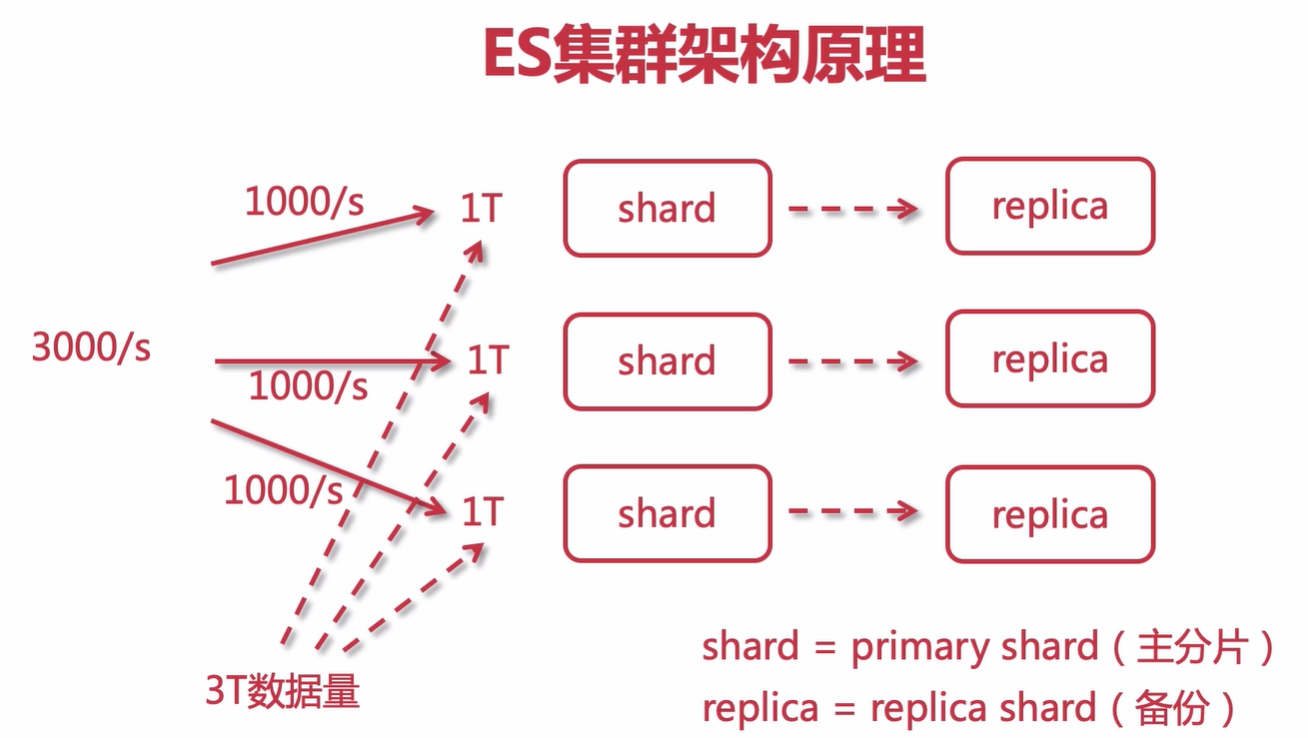 ES集群架构原理
1000/s
1T
shard
replica
3000/s
1000/s
1T
shard
replica
1000/s
1T
shard
replica
3T数据量
shard = primary shard（主分片）
replica = replica shard（备份）